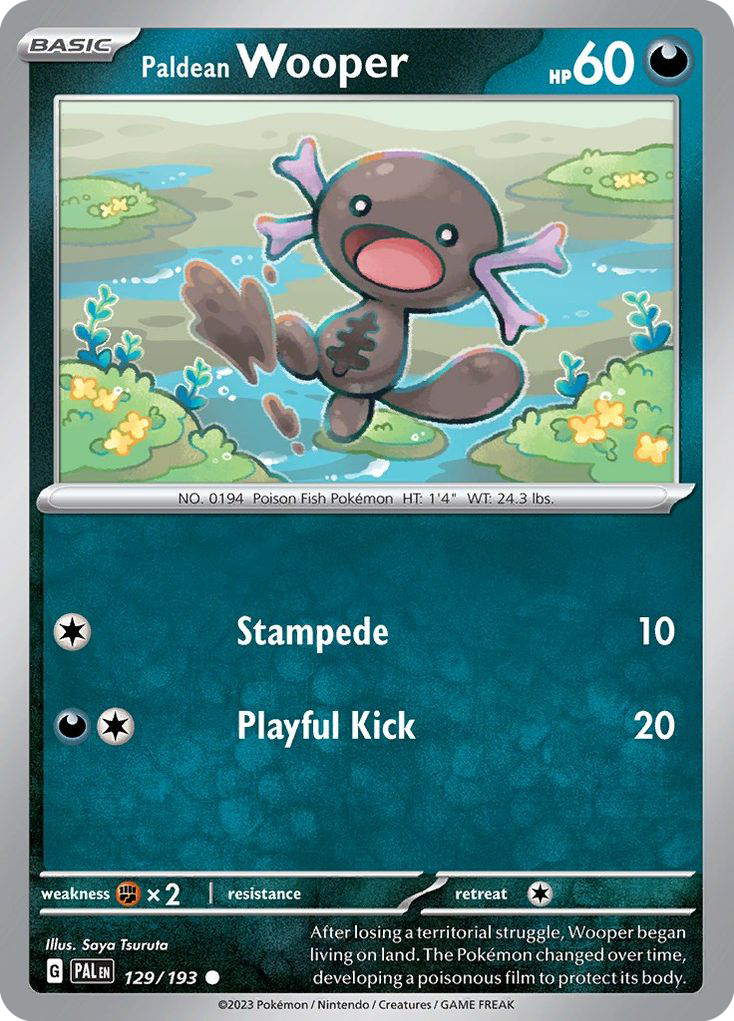 BASIC
Paldean Wooper HP60
NO. 0194 Poison Fish Pokémon HT: 1'4" WT: 24.3 lbs.
Stampede 10
Playful Kick 20
weakness ×2 resistance retreat
Illus. Saya Tsuruta
After losing a territorial struggle, Wooper began
living on land. The Pokémon changed over time,
developing a poisonous film to protect its body.
G PAL EN 129/193
©2023 Pokémon / Nintendo / Creatures / GAME FREAK